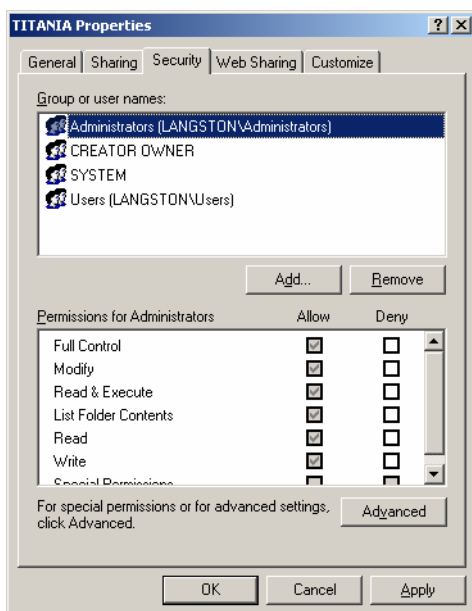 TITANIA Properties
General Sharing Security Web Sharing Customize
Group or user names:
Administrators (LANGSTON\Administrators)
CREATOR OWNER
SYSTEM
Users (LANGSTON\Users)
Add... Remove
Permissions for Administrators Allow Deny
Full Control
Modify
Read & Execute
List Folder Contents
Read
Write
Special Permissions
For special permissions or for advanced settings,
click Advanced.
Advanced
OK Cancel Apply